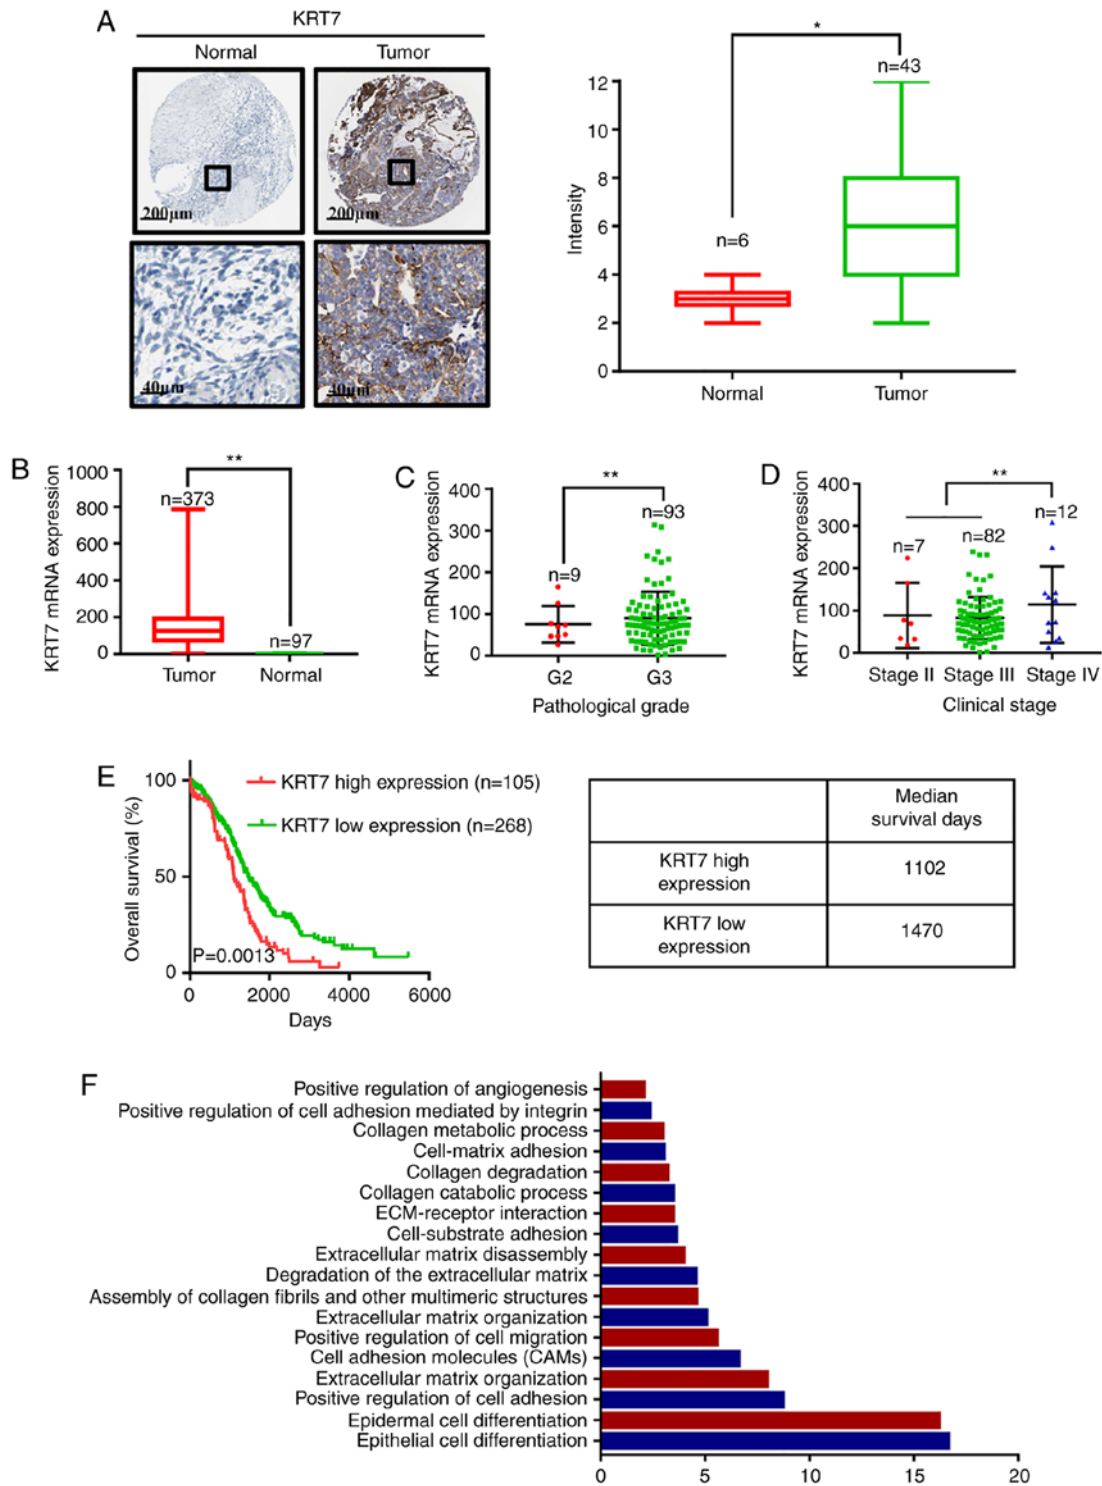 A
KRT7
Normal
Tumor
200μm
200μm
40μm
40μm
*
n=43
n=6
Intensity
12
10
8
6
4
2
0
Normal
Tumor
B
KRT7 mRNA expression
1000
800
600
400
200
0
**
n=373
n=97
Tumor
Normal
C
KRT7 mRNA expression
400
300
200
100
0
**
n=93
n=9
G2
G3
Pathological grade
D
KRT7 mRNA expression
400
300
200
100
0
**
n=12
n=82
n=7
Stage II
Stage III
Stage IV
Clinical stage
E
Overall survival (%)
100
50
0
KRT7 high expression (n=105)
KRT7 low expression (n=268)
P=0.0013
0
2000
4000
6000
Days
Median
survival days
KRT7 high
expression
1102
KRT7 low
expression
1470
F
Positive regulation of angiogenesis
Positive regulation of cell adhesion mediated by integrin
Collagen metabolic process
Cell-matrix adhesion
Collagen degradation
Collagen catabolic process
ECM-receptor interaction
Cell-substrate adhesion
Extracellular matrix disassembly
Degradation of the extracellular matrix
Assembly of collagen fibrils and other multimeric structures
Extracellular matrix organization
Positive regulation of cell migration
Cell adhesion molecules (CAMs)
Extracellular matrix organization
Positive regulation of cell adhesion
Epidermal cell differentiation
Epithelial cell differentiation
0
5
10
15
20